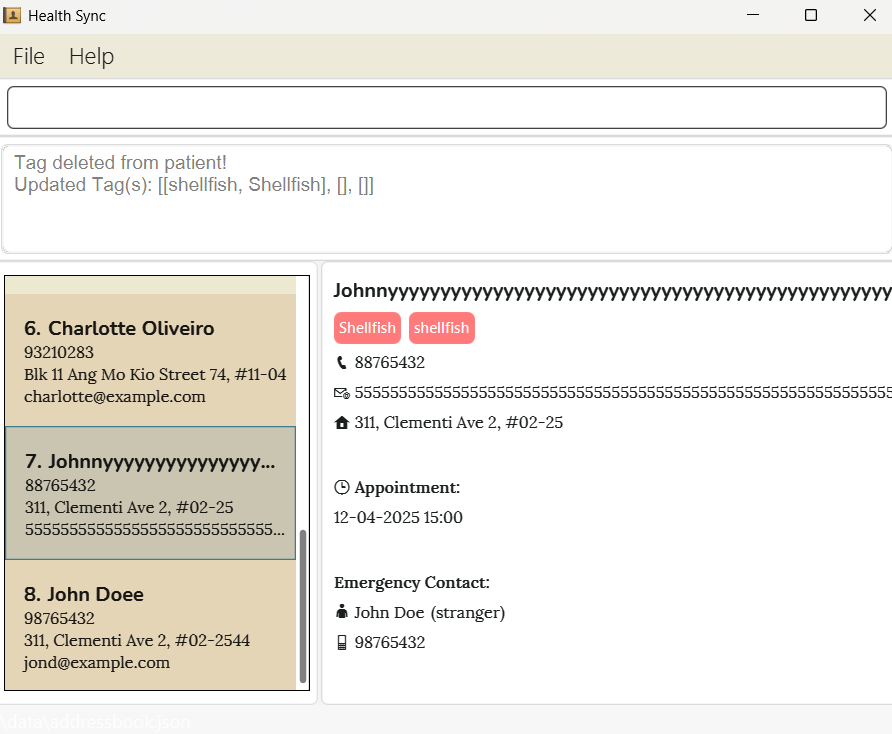 Health Sync
File Help
Tag deleted from patient!
Updated Tag(s): [[shellfish, Shellfish], [], []]
6. Charlotte Oliveiro
93210283
Blk 11 Ang Mo Kio Street 74, #11-04
charlotte@example.com
7. Johnnyyyyyyyyyyyyyyyy...
88765432
311, Clementi Ave 2, #02-25
5555555555555555555555555555...
8. John Doee
98765432
311, Clementi Ave 2, #02-2544
jond@example.com
Johnnyyyyyyyyyyyyyyyyyyyyyyyyyyyyyyyyyyyyyyyyyyyyyyyyy
Shellfish shellfish
88765432
55555555555555555555555555555555555555555555555555555555555555
311, Clementi Ave 2, #02-25
Appointment:
12-04-2025 15:00
Emergency Contact:
John Doe (stranger)
98765432
\data\addressbook.json